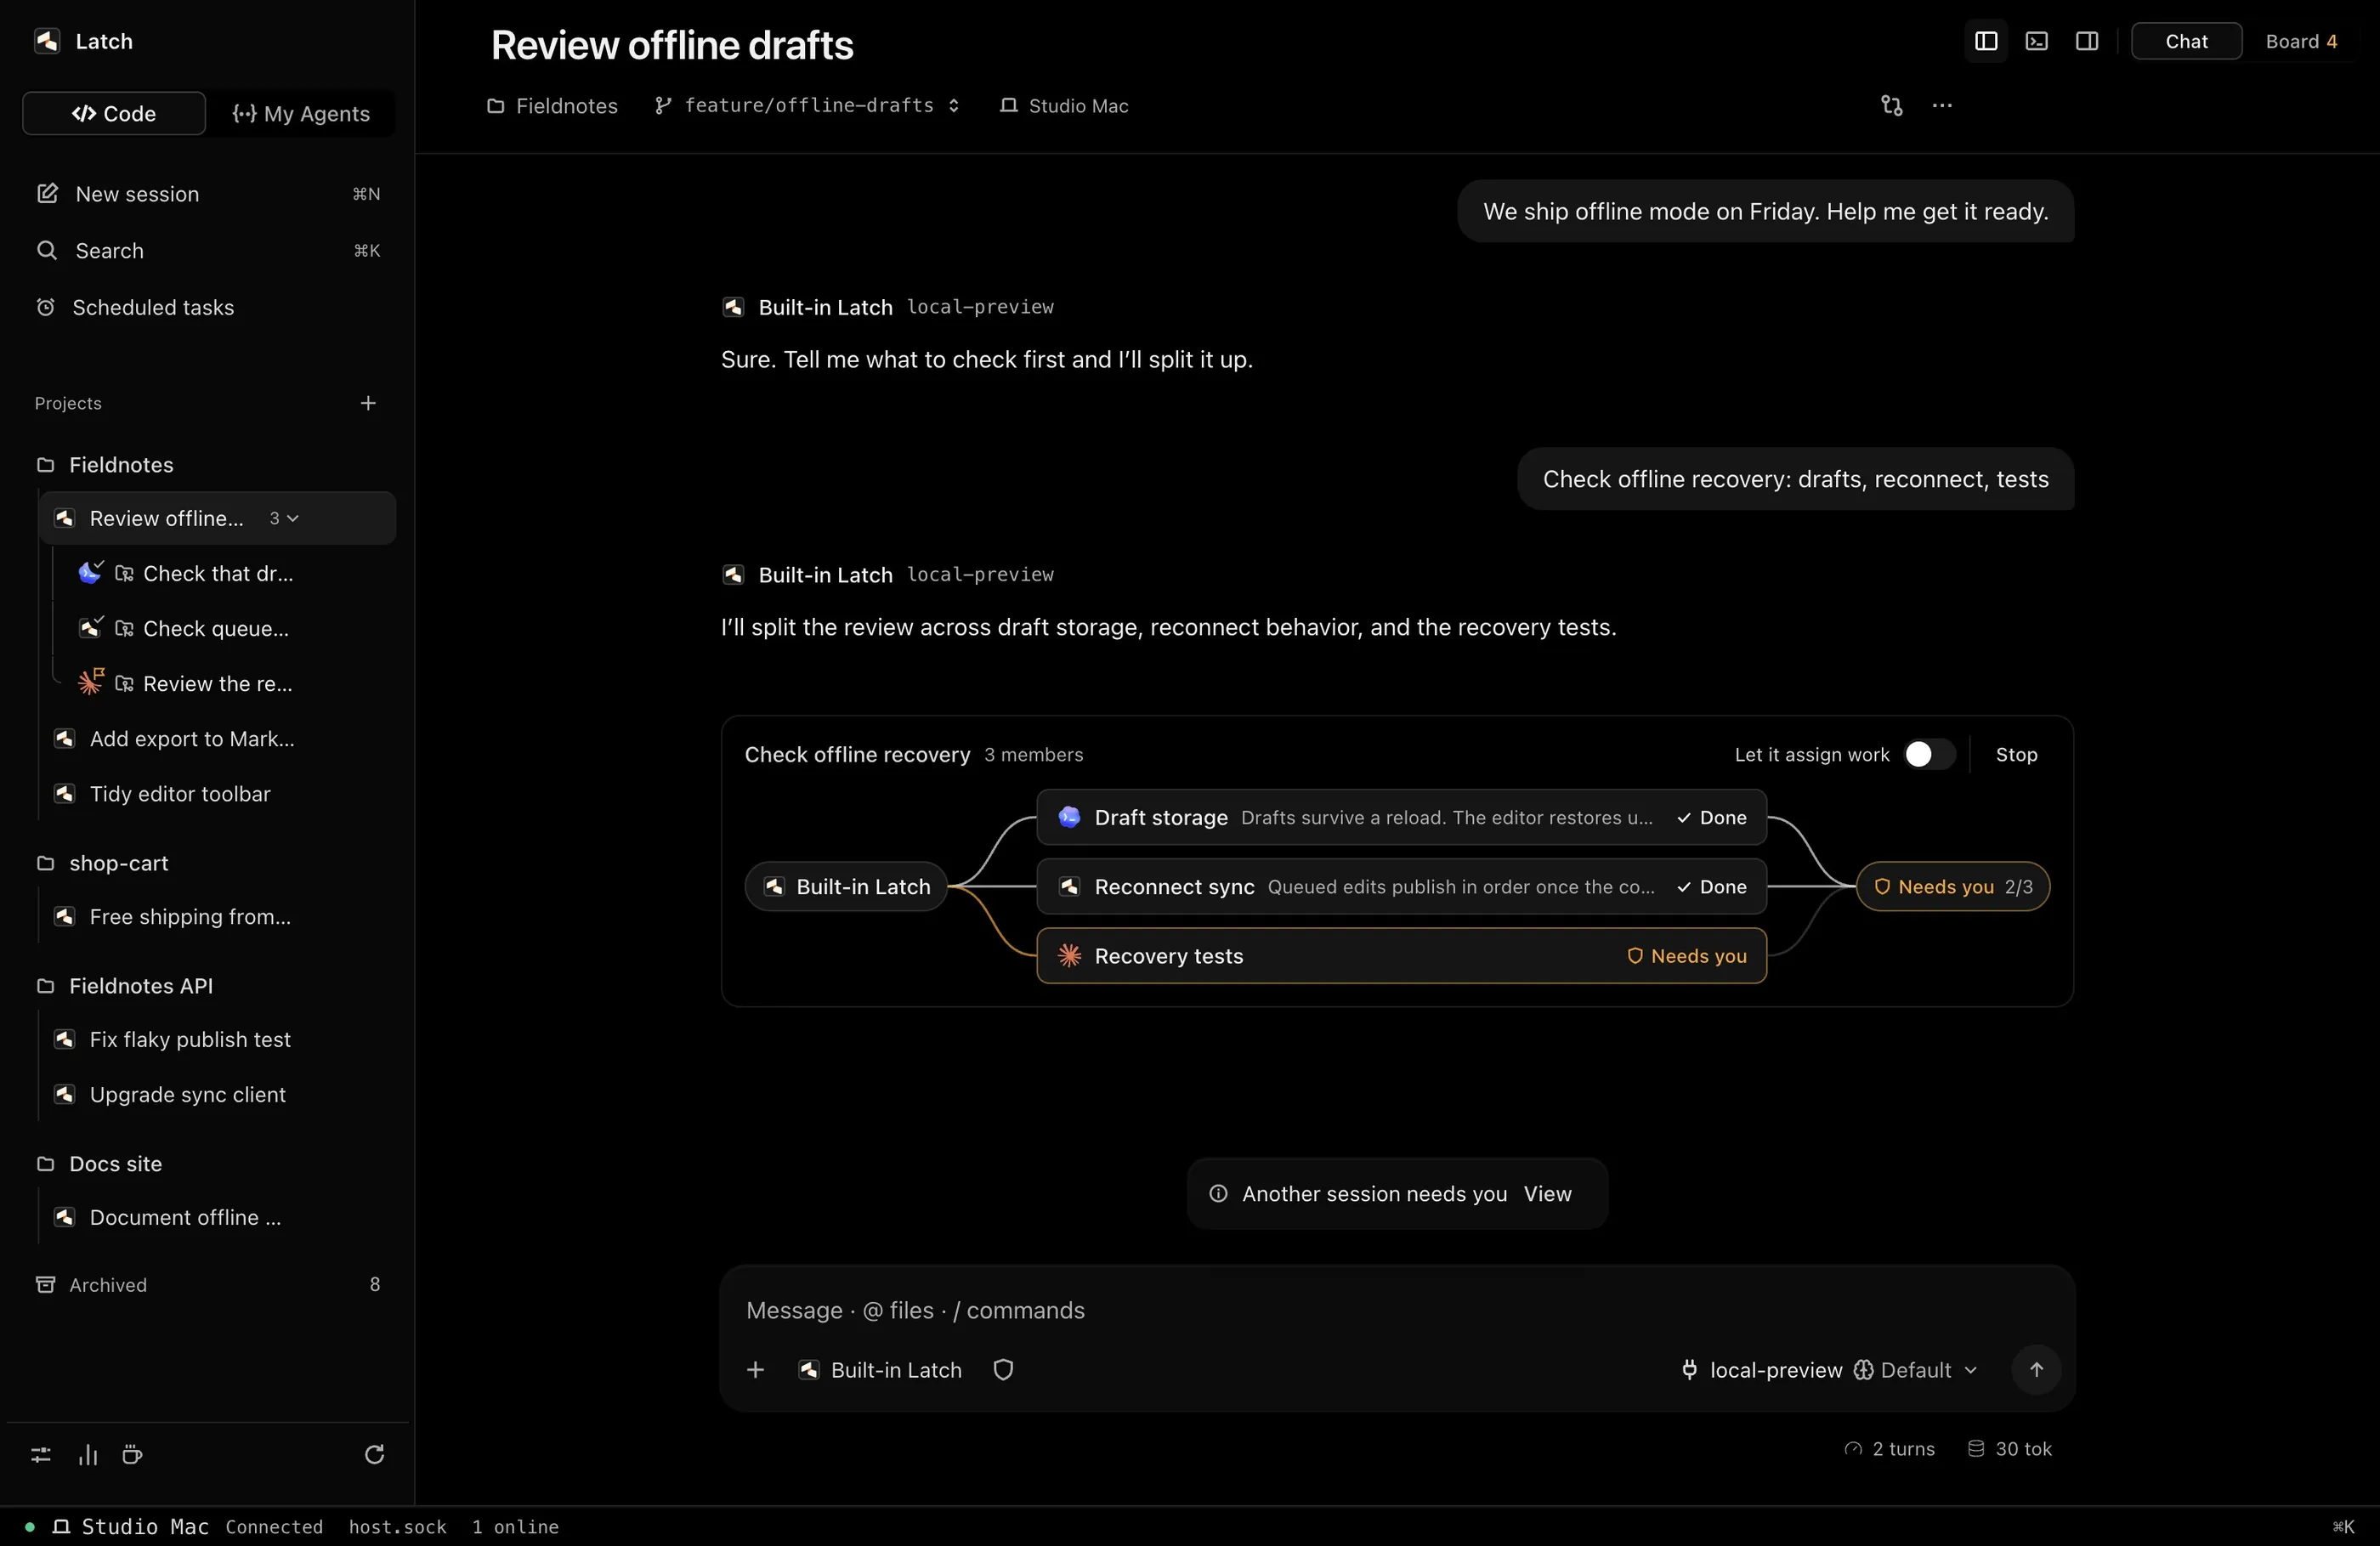 Latch
Code
My Agents
New session ⌘N
Search ⌘K
Scheduled tasks
Projects
Fieldnotes
Review offline... 3
Check that dr...
Check queue...
Review the re...
Add export to Mark...
Tidy editor toolbar
shop-cart
Free shipping from...
Fieldnotes API
Fix flaky publish test
Upgrade sync client
Docs site
Document offline ...
Archived 8
Review offline drafts
Chat
Board 4
Fieldnotes feature/offline-drafts Studio Mac
We ship offline mode on Friday. Help me get it ready.
Built-in Latch local-preview
Sure. Tell me what to check first and I’ll split it up.
Check offline recovery: drafts, reconnect, tests
Built-in Latch local-preview
I’ll split the review across draft storage, reconnect behavior, and the recovery tests.
Check offline recovery 3 members
Let it assign work
Stop
Draft storage Drafts survive a reload. The editor restores u... Done
Built-in Latch
Reconnect sync Queued edits publish in order once the co... Done
Needs you 2/3
Recovery tests Needs you
Another session needs you View
Message · @ files · / commands
Built-in Latch
local-preview Default
2 turns 30 tok
Studio Mac Connected host.sock 1 online
⌘K